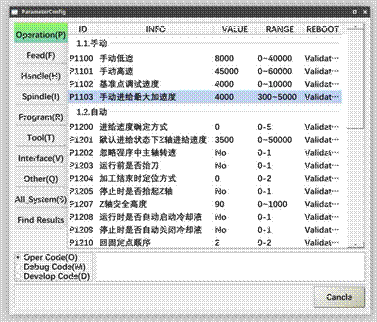 ParameterConfig
ID INFO VALUE RANGE REBOOT
Operation(P)
Feed(F)
Handle(H)
Spindle(I)
Program(R)
Tool(T)
Interface(V)
Other(Q)
All_System(S)
Find Results
1.1.手动
P1100 手动低速 8000 0~40000 Validat···
P1101 手动高速 45000 0~60000 Validat···
P1102 基准点调试速度 4000 0~10000 Validat···
P1103 手动进给最大加速度 4000 300~5000 Validat···
1.2.自动
P1200 进给速度确定方式 0 0-5 Validat···
P1201 默认进给状态下Z轴进给速度 3500 0~50000 Validat···
P1202 忽略程序中主轴转速 No 0-1 Validat···
P1203 运行前是否抬刀 No 0-1 Validat···
P1204 加工结束时定位方式 0 0-2 Validat···
P1205 停止时是否抬起Z轴 No 0-1 Validat···
P1207 Z轴安全高度 90 0~1000 Validat···
P1208 运行时是否自动启动冷却液 No 0-1 Validat···
P1209 停止时是否自动关闭冷却液 No 0-1 Validat···
P1210 回固定点顺序 2 0-2 Validat···
Oper Code(O)
Debug Code(M)
Develop Code(D)
Cancla